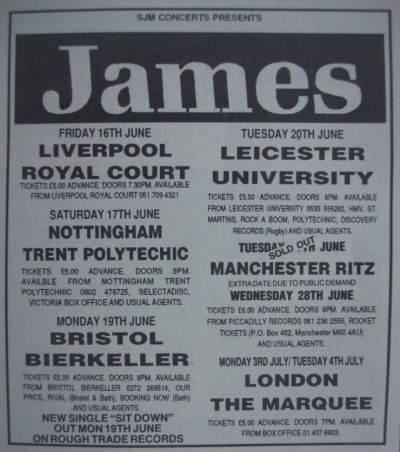 SJM CONCERTS PRESENTS
James
FRIDAY 16TH JUNE
LIVERPOOL
ROYAL COURT
TICKETS £5.00 ADVANCE. DOORS 7.30PM. AVAILABLE
FROM LIVERPOOL ROYAL COURT 051 709 4321
SATURDAY 17TH JUNE
NOTTINGHAM
TRENT POLYTECHIC
TICKETS £5.00 ADVANCE. DOORS 8PM.
AVAILBLE FROM NOTTINGHAM TRENT
POLYTECHNIC 0602 476725, SELECTADISC,
VICTORIA BOX OFFICE AND USUAL AGENTS.
MONDAY 19TH JUNE
BRISTOL
BIERKELLER
TICKETS £5.00 ADVANCE. DOORS 8PM. AVAILABLE
FROM BRISTOL BIERKELLER 0272 268514, OUR
PRICE, RIVAL (Bristol & Bath), BOOKING NOW (Bath)
AND USUAL AGENTS.
NEW SINGLE "SIT DOWN"
OUT MON 19TH JUNE
ON ROUGH TRADE RECORDS
TUESDAY 20TH JUNE
LEICESTER
UNIVERSITY
TICKETS £5.00 ADVANCE. DOORS 8PM. AVAILABLE
FROM LEICESTER UNIVERSITY 0533 556282, HMV, ST.
MARTINS, ROCK A BOOM, POLYTECHNIC, DISCOVERY
RECORDS (Rugby) AND USUAL AGENTS.
TUESDAY JUNE
SOLD OUT
MANCHESTER RITZ
EXTRA DATE DUE TO PUBLIC DEMAND
WEDNESDAY 28TH JUNE
TICKETS £6.00 ADVANCE. DOORS 8PM. AVAILABLE
FROM PICCADILLY RECORDS 061 236 2555, ROCKET
TICKETS (P.O. Box 402, Manchester M60 4AU)
AND USUAL AGENTS.
MONDAY 3RD JULY/ TUESDAY 4TH JULY
LONDON
THE MARQUEE
TICKETS £5.00 ADVANCE. DOORS 7PM. AVAILABLE
FROM BOX OFFICE 01 437 6603.